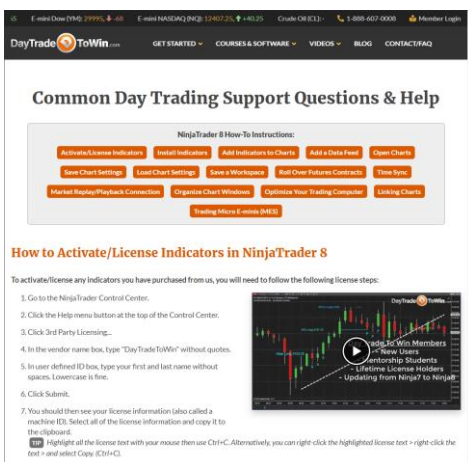 E-mini Dow (YM): 29995, -68 E-mini NASDAQ (NQ): 12407.25, +40.25 Crude Oil (CL):- 1-888-607-0008 Member Login
DayTradeToWin.com GET STARTED COURSES & SOFTWARE VIDEOS BLOG CONTACT/FAQ
Common Day Trading Support Questions & Help
NinjaTrader 8 How-To Instructions:
Activate/License Indicators Install Indicators Add Indicators to Charts Add a Data Feed Open Charts
Save Chart Settings Load Chart Settings Save a Workspace Roll Over Futures Contracts Time Sync
Market Replay/Playback Connection Organize Chart Windows Optimize Your Trading Computer Linking Charts
Trading Micro E-minis (MES)
How to Activate/License Indicators in NinjaTrader 8
To activate/license any indicators you have purchased from us, you will need to follow the following license steps:
1. Go to the NinjaTrader Control Center.
2. Click the Help menu button at the top of the Control Center.
3. Click 3rd Party Licensing...
4. In the vendor name box, type "DayTradeToWin" without quotes.
5. In user defined ID box, type your first and last name without
spaces. Lowercase is fine.
6. Click Submit.
7. You should then see your license information (also called a
machine ID). Select all of the license information and copy it to
the clipboard.
TIP Highlight all the license text with your mouse then use Ctrl+C. Alternatively, you can right-click the highlighted license text > right-click the
text > and select Copy (Ctrl+C).
DayTradeToWin
Trade To Win Members
- New Users
Mentorship Students
- Lifetime License Holders
- Updating from Ninja7 to Ninja8